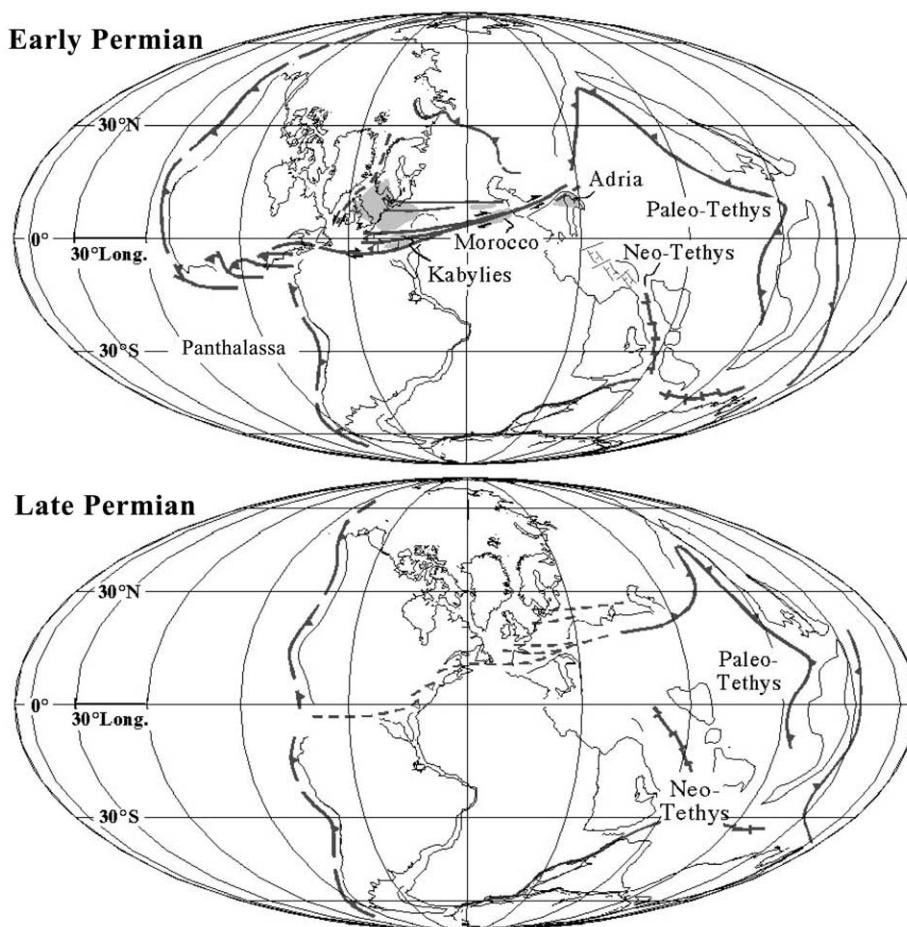 Early Permian
30°N
Adria
Paleo-Tethys
Morocco
0°
30°Long.
Neo-Tethys
Kabylies
Panthalassa
30°S
Late Permian
30°N
Paleo-
Tethys
0°
30°Long.
Neo-
Tethys
30°S